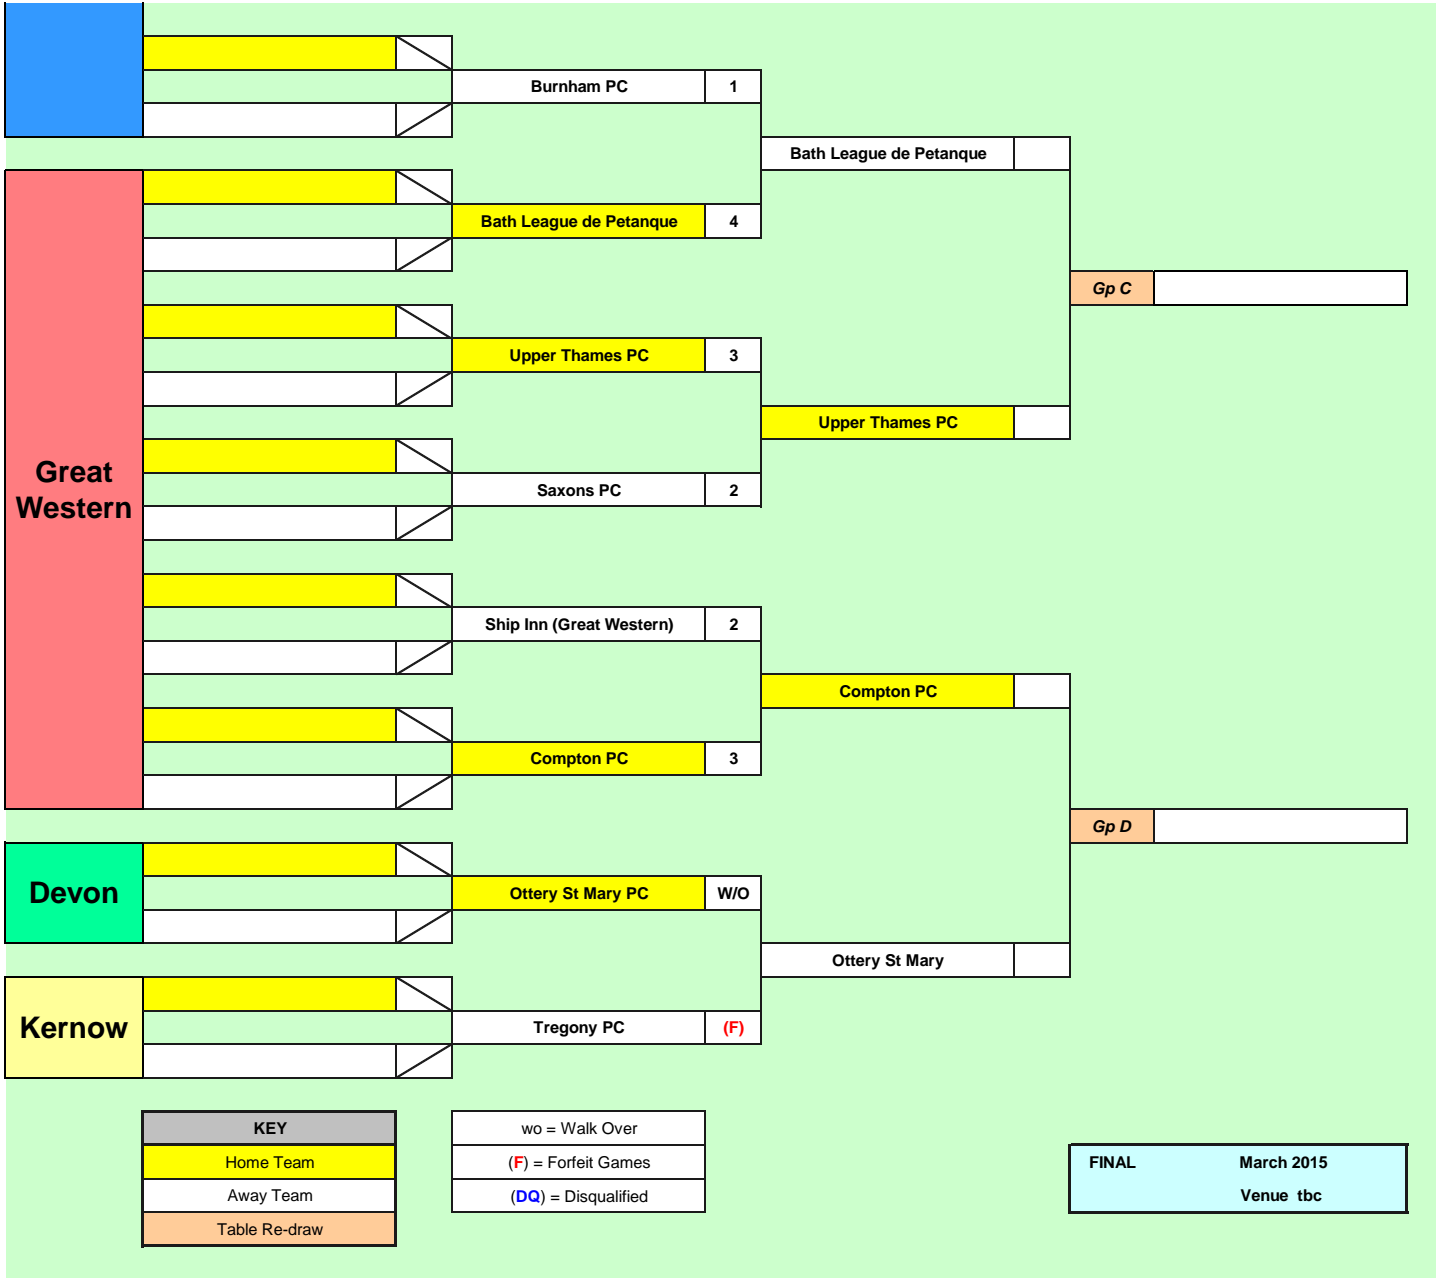 Burnham PC 1
Bath League de Petanque
Bath League de Petanque 4
Gp C
Upper Thames PC 3
Upper Thames PC
Great
Western
Saxons PC 2
Ship Inn (Great Western) 2
Compton PC
Compton PC 3
Gp D
Devon
Ottery St Mary PC W/O
Ottery St Mary
Kernow
Tregony PC (F)
KEY
Home Team
Away Team
Table Re-draw
wo = Walk Over
(F) = Forfeit Games
(DQ) = Disqualified
FINAL March 2015
Venue tbc